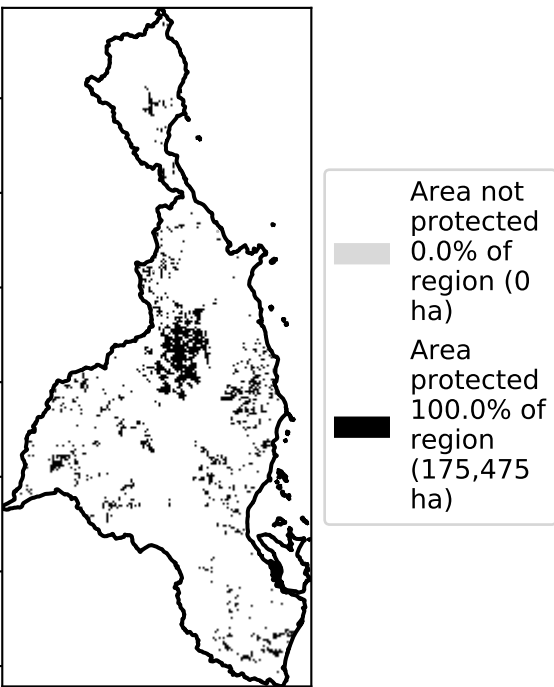 Area not
protected
0.0% of
region (0
ha)
Area
protected
100.0% of
region
(175,475
ha)